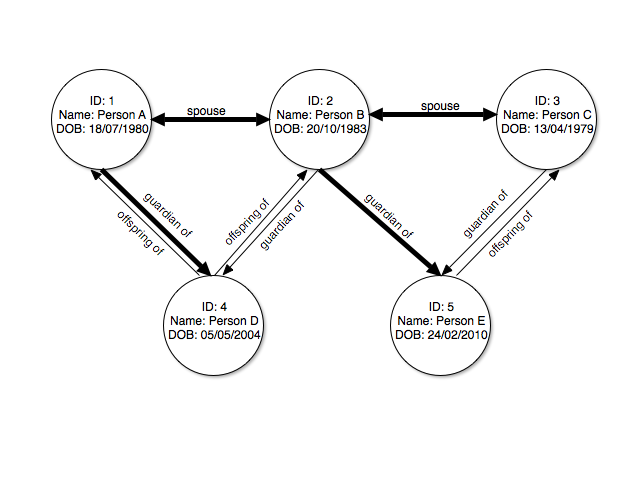 ID: 1
Name: Person A
DOB: 18/07/1980
spouse
ID: 2
Name: Person B
DOB: 20/10/1983
spouse
ID: 3
Name: Person C
DOB: 13/04/1979
guardian of
offspring of
offspring of
guardian of
guardian of
guardian of
offspring of
ID: 4
Name: Person D
DOB: 05/05/2004
ID: 5
Name: Person E
DOB: 24/02/2010